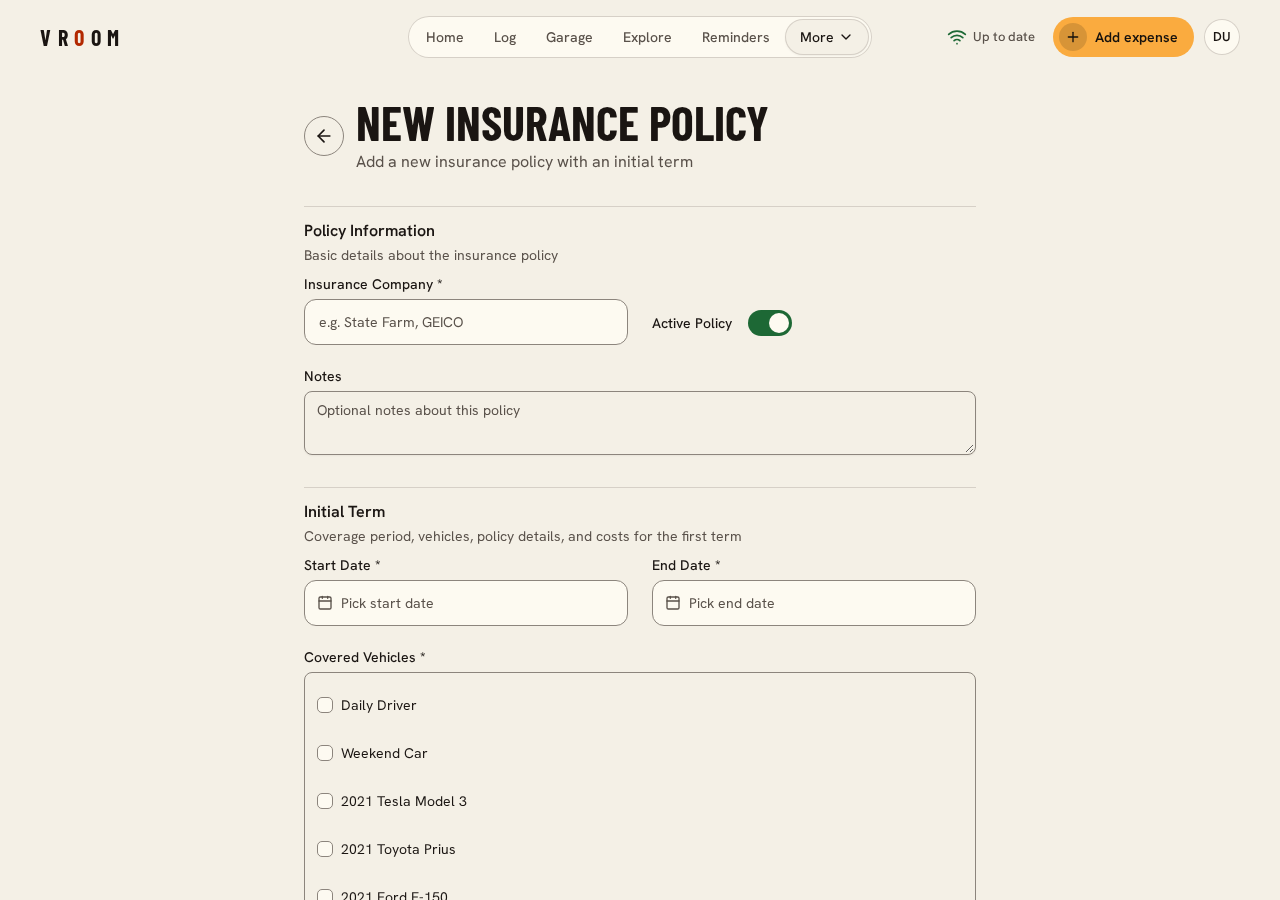 VROOM
Home Log Garage Explore Reminders More
Up to date
Add expense
DU
NEW INSURANCE POLICY
Add a new insurance policy with an initial term
Policy Information
Basic details about the insurance policy
Insurance Company *
e.g. State Farm, GEICO
Active Policy
Notes
Optional notes about this policy
Initial Term
Coverage period, vehicles, policy details, and costs for the first term
Start Date * End Date *
Pick start date Pick end date
Covered Vehicles *
Daily Driver
Weekend Car
2021 Tesla Model 3
2021 Toyota Prius
2021 Ford F-150